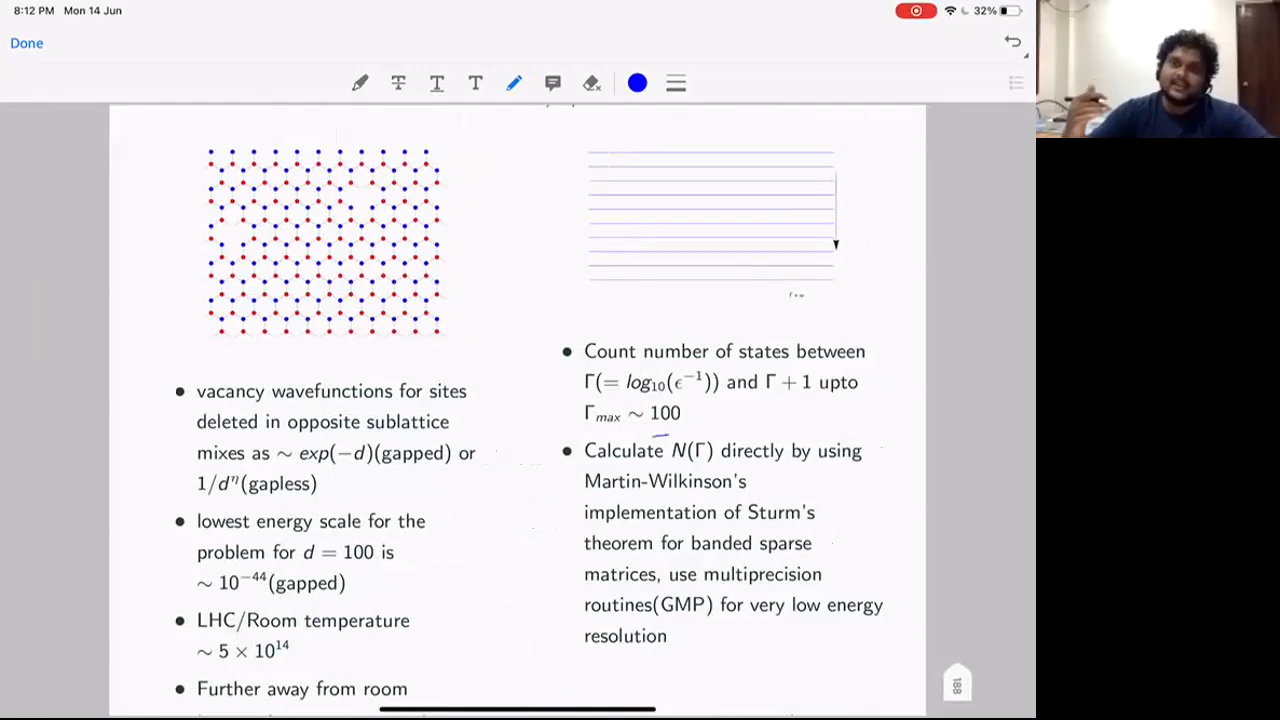 8:12 PM Mon 14 Jun
32%
Done
T T T
• vacancy wavefunctions for sites
deleted in opposite sublattice
mixes as ∼ exp(−d)(gapped) or
1/dⁿ(gapless)
• lowest energy scale for the
problem for d = 100 is
∼ 10⁻⁴⁴(gapped)
• LHC/Room temperature
∼ 5 × 10¹⁴
• Further away from room
• Count number of states between
Γ(= log₁₀(ϵ⁻¹)) and Γ + 1 upto
Γₘₐₓ ∼ 100
• Calculate N(Γ) directly by using
Martin-Wilkinson's
implementation of Sturm's
theorem for banded sparse
matrices, use multiprecision
routines(GMP) for very low energy
resolution
188